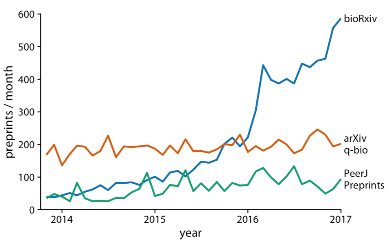 600
bioRxiv
500
400
preprints / month
300
200
arXiv
q-bio
100
PeerJ
Preprints
0
2014
2015
2016
2017
year